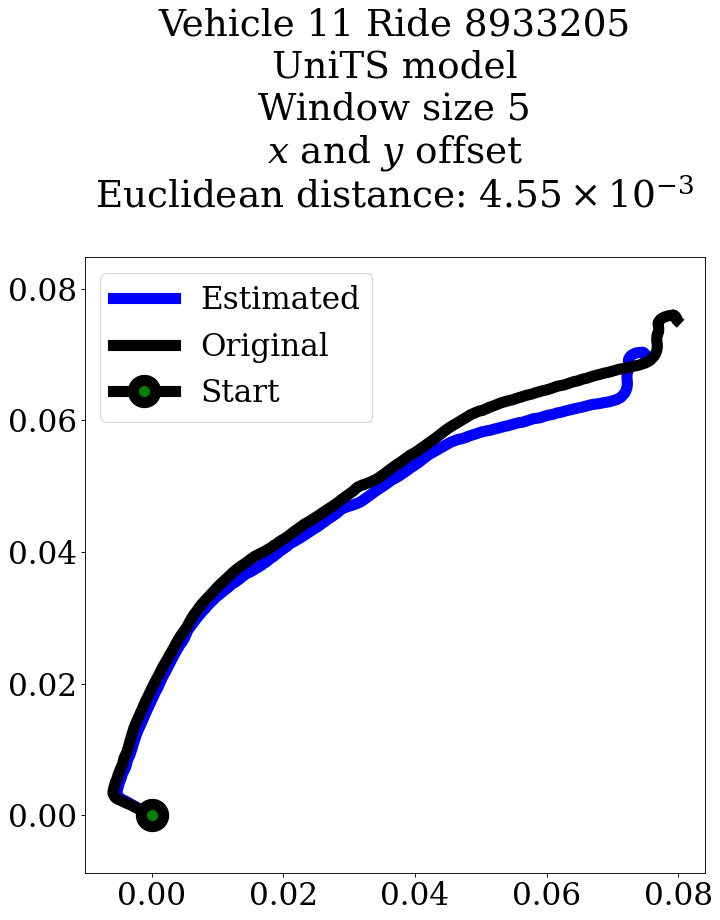 Vehicle 11 Ride 8933205
UniTS model
Window size 5
x and y offset
Euclidean distance: 4.55 × 10⁻³
Estimated
Original
Start
0.08
0.06
0.04
0.02
0.00
0.00 0.02 0.04 0.06 0.08